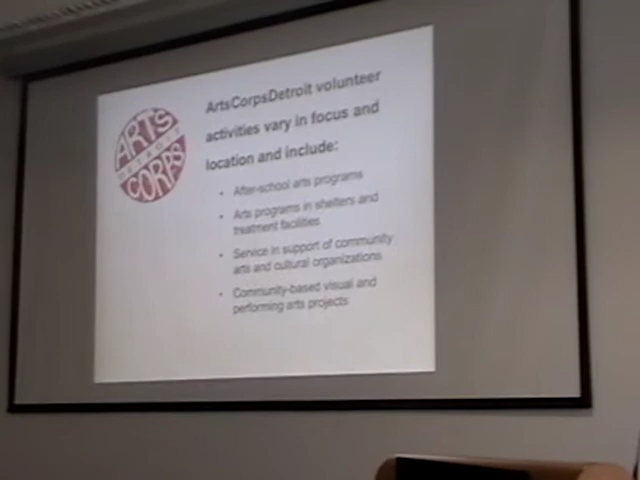 ARTS
DETROIT
CORPS
ArtsCorpsDetroit volunteer
activities vary in focus and
location and include:
• After-school arts programs
• Arts programs in shelters and
treatment facilities
• Service in support of community
arts and cultural organizations
• Community-based visual and
performing arts projects